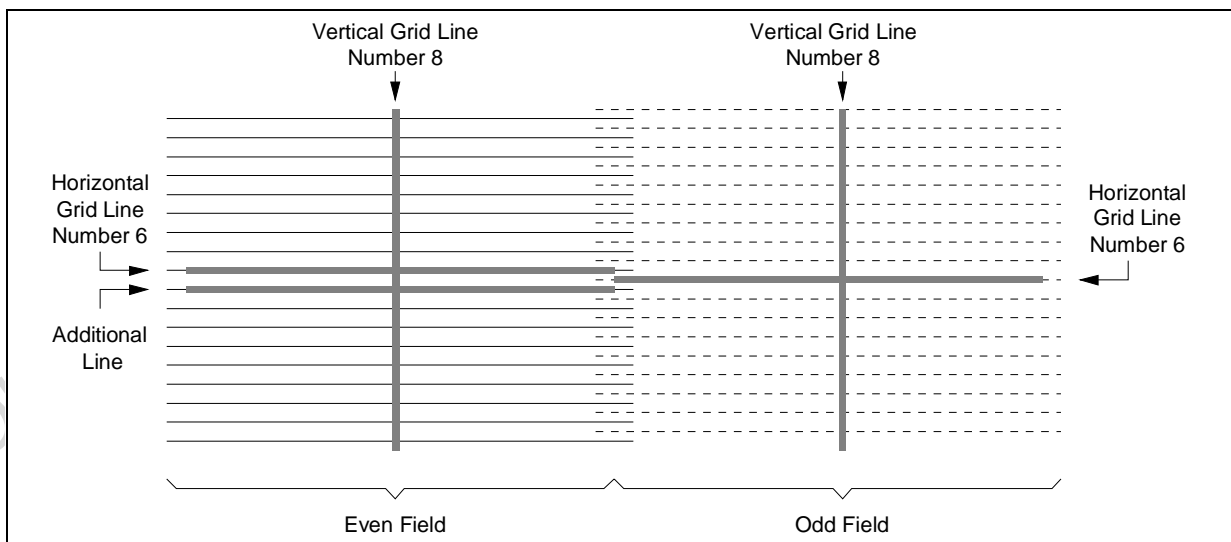 Vertical Grid Line
Number 8
Vertical Grid Line
Number 8
Horizontal
Grid Line
Number 6
Additional
Line
Horizontal
Grid Line
Number 6
Even Field
Odd Field